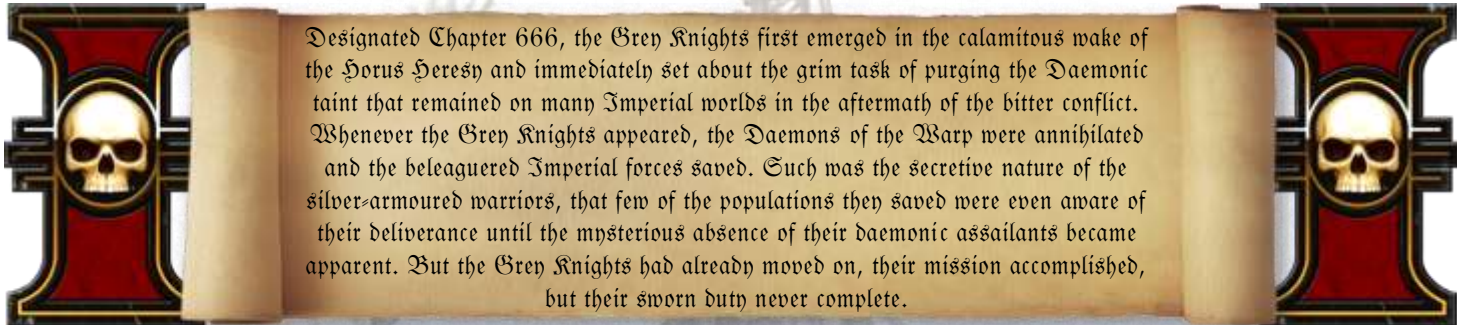 Designated Chapter 666, the Grey Knights first emerged in the calamitous wake of
the Horus Heresy and immediately set about the grim task of purging the Daemonic
taint that remained on many Imperial worlds in the aftermath of the bitter conflict.
Whenever the Grey Knights appeared, the Daemons of the Warp were annihilated
and the beleaguered Imperial forces saved. Such was the secretive nature of the
silver-armoured warriors, that few of the populations they saved were even aware of
their deliverance until the mysterious absence of their daemonic assailants became
apparent. But the Grey Knights had already moved on, their mission accomplished,
but their sworn duty never complete.